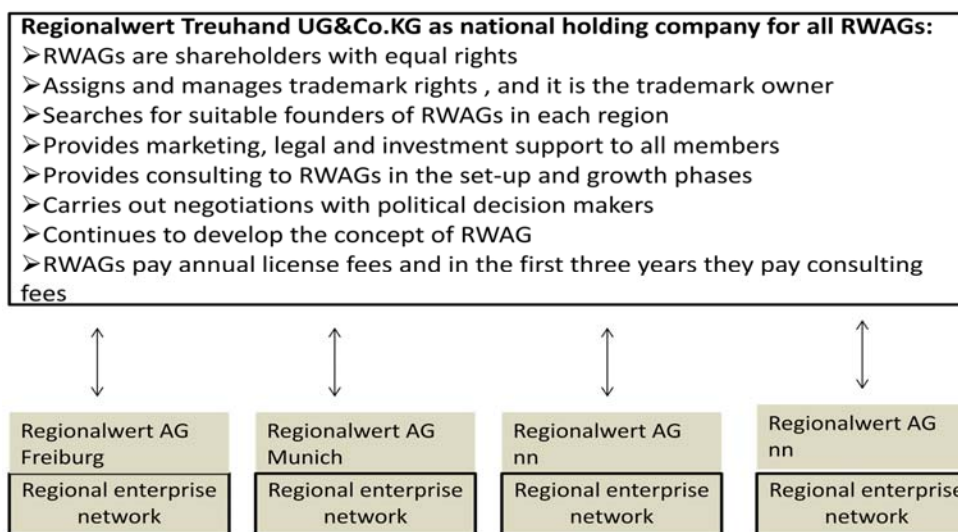 Regionalwert Treuhand UG&Co.KG as national holding company for all RWAGs:
➢RWAGs are shareholders with equal rights
➢Assigns and manages trademark rights , and it is the trademark owner
➢Searches for suitable founders of RWAGs in each region
➢Provides marketing, legal and investment support to all members
➢Provides consulting to RWAGs in the set-up and growth phases
➢Carries out negotiations with political decision makers
➢Continues to develop the concept of RWAG
➢RWAGs pay annual license fees and in the first three years they pay consulting
fees
Regionalwert AG
Freiburg
Regional enterprise
network
Regionalwert AG
Munich
Regional enterprise
network
Regionalwert AG
nn
Regional enterprise
network
Regionalwert AG
nn
Regional enterprise
network